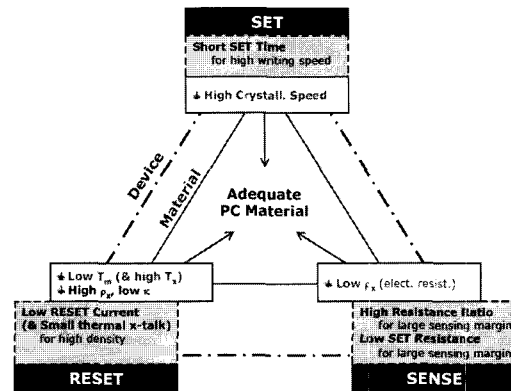 SET
Short SET Time
for high writing speed
↓ High Crystall. Speed
Device
Material
Adequate
PC Material
↓ Low Tm (& high Tx)
↓ High ρx, low κ
Low RESET Current
(& Small thermal x-talk)
for high density
RESET
↓ Low ρx (elect. resist.)
High Resistance Ratio
for large sensing margin
Low SET Resistance
for large sensing margin
SENSE